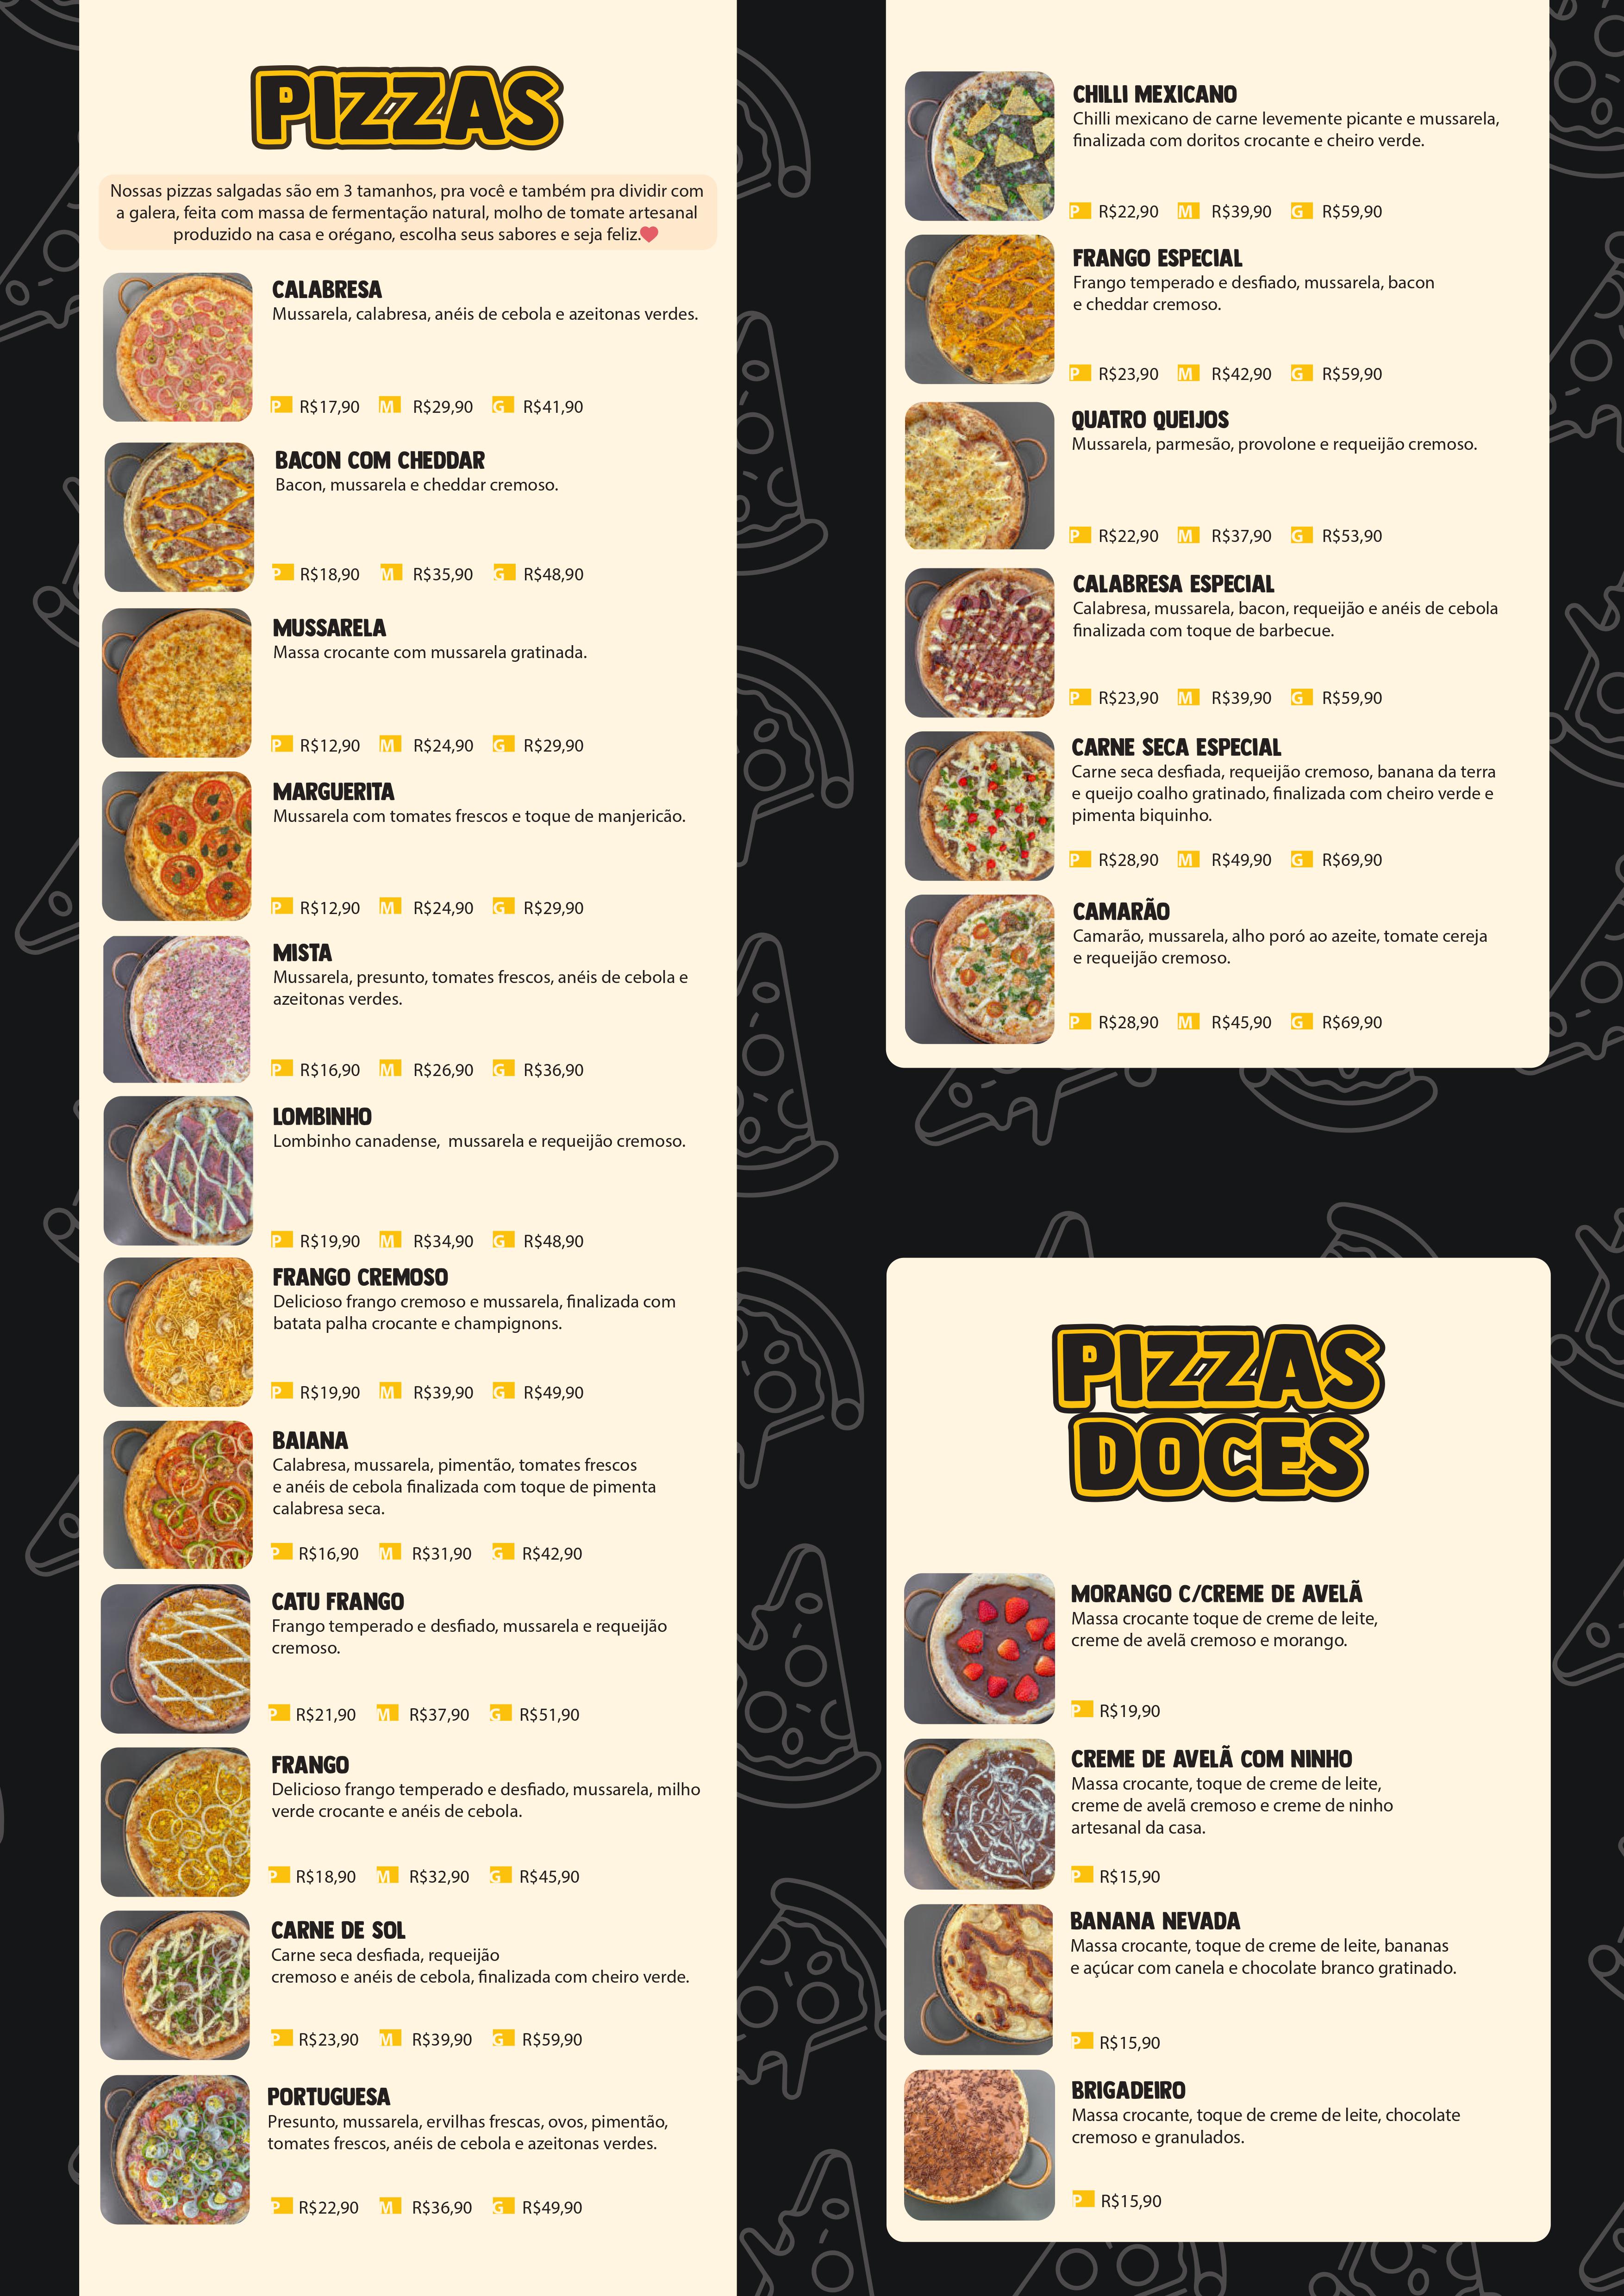 PIZZAS
Nossas pizzas salgadas são em 3 tamanhos, pra você e também pra dividir com
a galera, feita com massa de fermentação natural, molho de tomate artesanal
produzido na casa e orégano, escolha seus sabores e seja feliz.
CALABRESA
Mussarela, calabresa, anéis de cebola e azeitonas verdes.
P R$17,90 M R$29,90 G R$41,90
BACON COM CHEDDAR
Bacon, mussarela e cheddar cremoso.
P R$18,90 M R$35,90 G R$48,90
MUSSARELA
Massa crocante com mussarela gratinada.
P R$12,90 M R$24,90 G R$29,90
MARGUERITA
Mussarela com tomates frescos e toque de manjericão.
P R$12,90 M R$24,90 G R$29,90
MISTA
Mussarela, presunto, tomates frescos, anéis de cebola e
azeitonas verdes.
P R$16,90 M R$26,90 G R$36,90
LOMBINHO
Lombinho canadense, mussarela e requeijão cremoso.
P R$19,90 M R$34,90 G R$48,90
FRANGO CREMOSO
Delicioso frango cremoso e mussarela, finalizada com
batata palha crocante e champignons.
P R$19,90 M R$39,90 G R$49,90
BAIANA
Calabresa, mussarela, pimentão, tomates frescos
e anéis de cebola finalizada com toque de pimenta
calabresa seca.
P R$16,90 M R$31,90 G R$42,90
CATU FRANGO
Frango temperado e desfiado, mussarela e requeijão
cremoso.
P R$21,90 M R$37,90 G R$51,90
FRANGO
Delicioso frango temperado e desfiado, mussarela, milho
verde crocante e anéis de cebola.
P R$18,90 M R$32,90 G R$45,90
CARNE DE SOL
Carne seca desfiada, requeijão
cremoso e anéis de cebola, finalizada com cheiro verde.
P R$23,90 M R$39,90 G R$59,90
PORTUGUESA
Presunto, mussarela, ervilhas frescas, ovos, pimentão,
tomates frescos, anéis de cebola e azeitonas verdes.
P R$22,90 M R$36,90 G R$49,90
CHILLI MEXICANO
Chilli mexicano de carne levemente picante e mussarela,
finalizada com doritos crocante e cheiro verde.
P R$22,90 M R$39,90 G R$59,90
FRANGO ESPECIAL
Frango temperado e desfiado, mussarela, bacon
e cheddar cremoso.
P R$23,90 M R$42,90 G R$59,90
QUATRO QUEIJOS
Mussarela, parmesão, provolone e requeijão cremoso.
P R$22,90 M R$37,90 G R$53,90
CALABRESA ESPECIAL
Calabresa, mussarela, bacon, requeijão e anéis de cebola
finalizada com toque de barbecue.
P R$23,90 M R$39,90 G R$59,90
CARNE SECA ESPECIAL
Carne seca desfiada, requeijão cremoso, banana da terra
e queijo coalho gratinado, finalizada com cheiro verde e
pimenta biquinho.
P R$28,90 M R$49,90 G R$69,90
CAMARÃO
Camarão, mussarela, alho poró ao azeite, tomate cereja
e requeijão cremoso.
P R$28,90 M R$45,90 G R$69,90
PIZZAS
DOCES
MORANGO C/CREME DE AVELÃ
Massa crocante toque de creme de leite,
creme de avelã cremoso e morango.
P R$19,90
CREME DE AVELÃ COM NINHO
Massa crocante, toque de creme de leite,
creme de avelã cremoso e creme de ninho
artesanal da casa.
P R$15,90
BANANA NEVADA
Massa crocante, toque de creme de leite, bananas
e açúcar com canela e chocolate branco gratinado.
P R$15,90
BRIGADEIRO
Massa crocante, toque de creme de leite, chocolate
cremoso e granulados.
P R$15,90